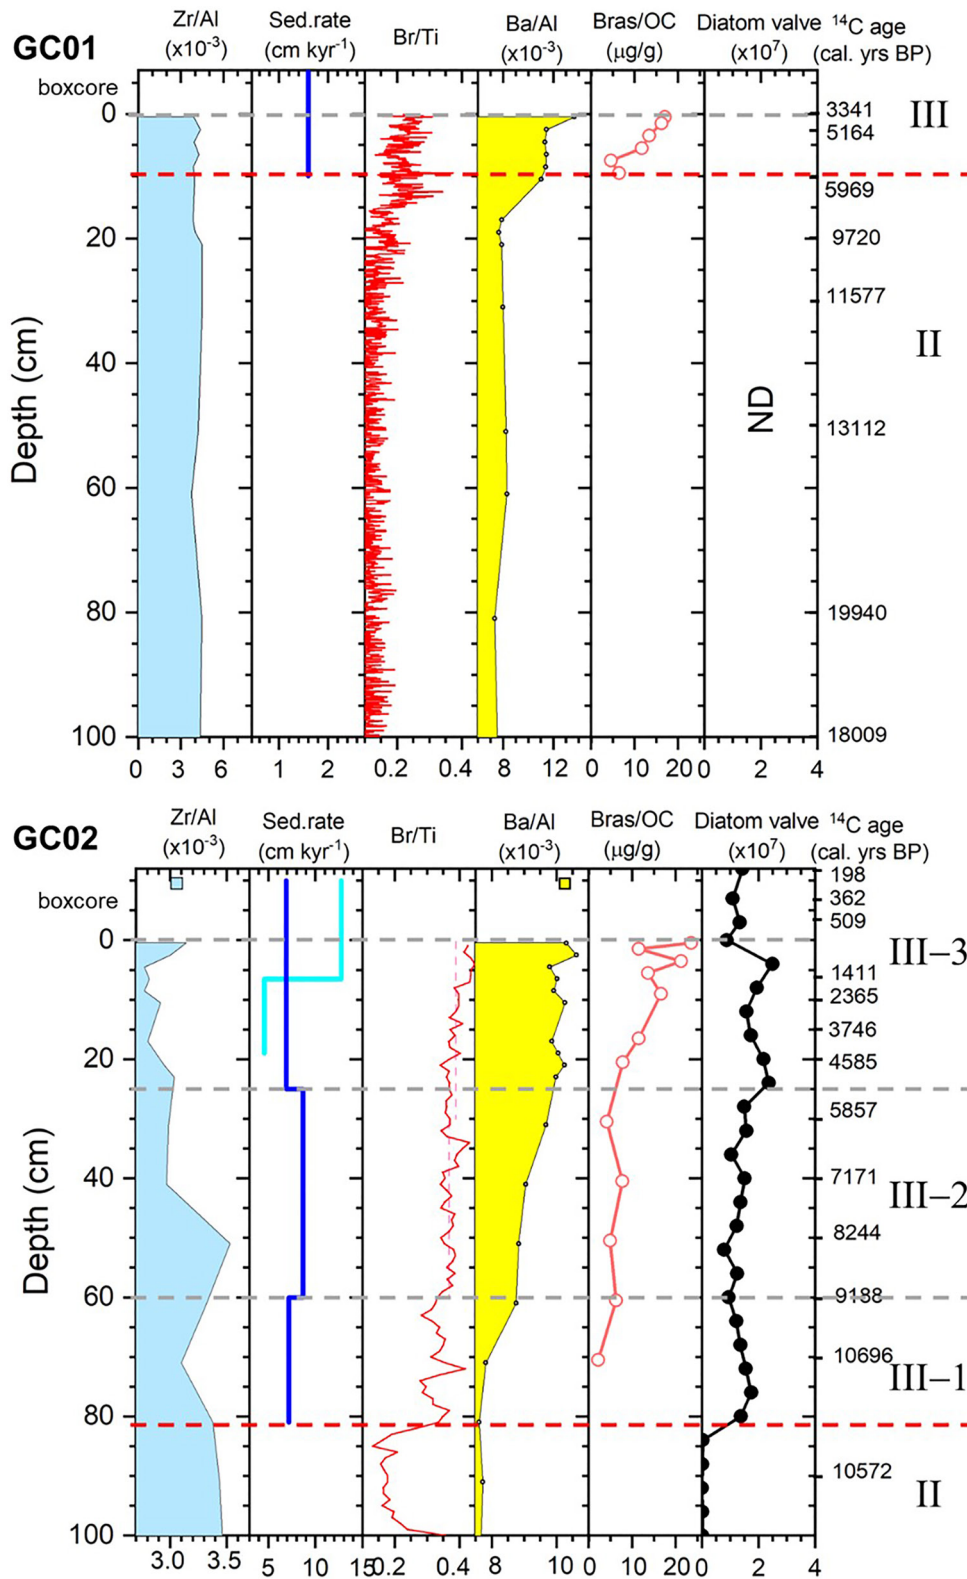 GC01
Zr/Al Sed.rate Br/Ti Ba/Al Bras/OC Diatom valve ¹⁴C age
(x10⁻³) (cm kyr⁻¹) (x10⁻³) (μg/g) (x10⁷) (cal. yrs BP)
boxcore
0 3341 III
5164
5969
20 9720
11577
II
40
Depth (cm)
ND
13112
60
80 19940
100 18009
0 3 6 1 2 0.2 0.4 8 12 0 10 20 0 2 4
GC02
Zr/Al Sed.rate Br/Ti Ba/Al Bras/OC Diatom valve ¹⁴C age
(x10⁻³) (cm kyr⁻¹) (x10⁻³) (μg/g) (x10⁷) (cal. yrs BP)
198
boxcore 362
509
0 III–3
1411
2365
3746
20 4585
5857
40 7171
III–2
Depth (cm)
8244
60 9188
10696
III–1
80
10572
II
100
3.0 3.5 5 10 15 0.2 0.4 8 10 0 10 20 0 2 4